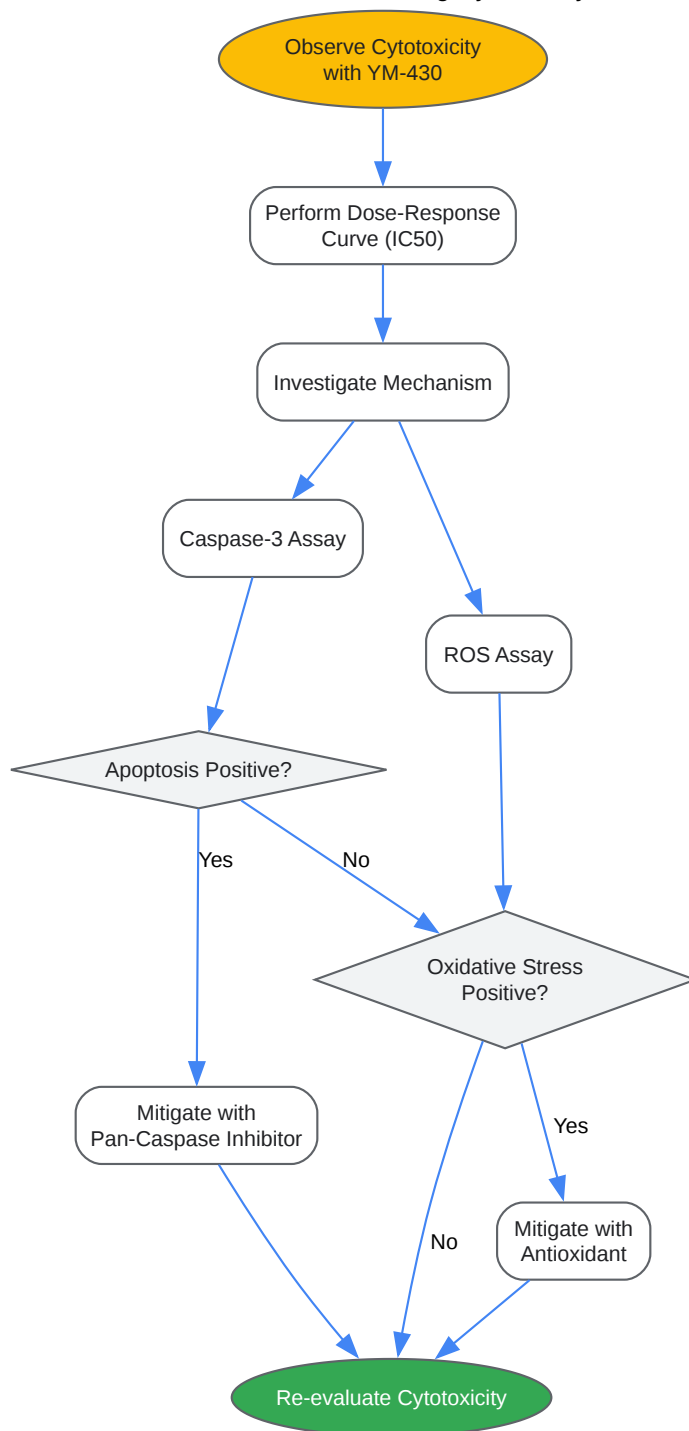 Observe Cytotoxicity
with YM-430
Perform Dose-Response
Curve (IC50)
Investigate Mechanism
Caspase-3 Assay
ROS Assay
Apoptosis Positive?
Yes
No
Oxidative Stress
Positive?
Mitigate with
Pan-Caspase Inhibitor
Yes
No
Mitigate with
Antioxidant
Re-evaluate Cytotoxicity